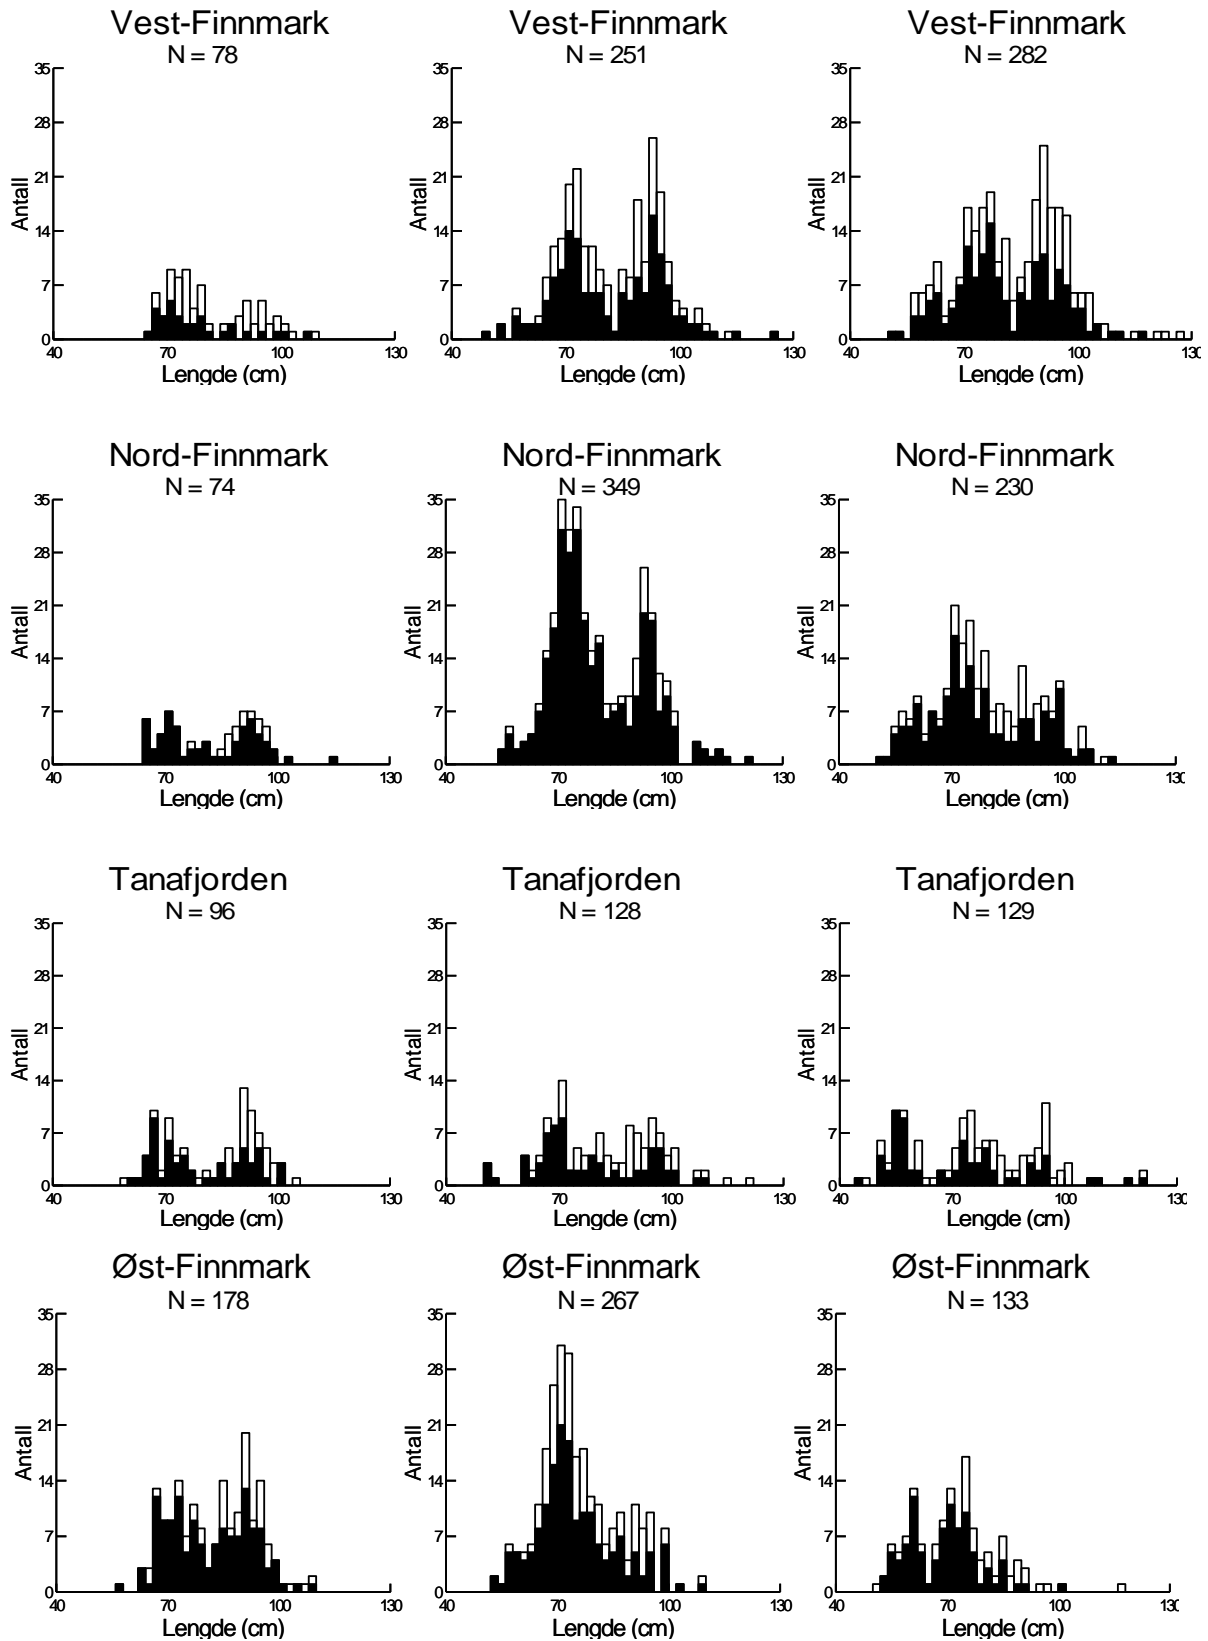 Vest-Finnmark Vest-Finnmark Vest-Finnmark
N = 78 N = 251 N = 282
35 35 35
28 28 28
21 21 21
14 14 14
7 7 7
0 0 0
Antall Antall Antall
40 70 100 130 40 70 100 130 40 70 100 130
Lengde (cm) Lengde (cm) Lengde (cm)
Nord-Finnmark Nord-Finnmark Nord-Finnmark
N = 74 N = 349 N = 230
35 35 35
28 28 28
21 21 21
14 14 14
7 7 7
0 0 0
Antall Antall Antall
40 70 100 130 40 70 100 130 40 70 100 130
Lengde (cm) Lengde (cm) Lengde (cm)
Tanafjorden Tanafjorden Tanafjorden
N = 96 N = 128 N = 129
35 35 35
28 28 28
21 21 21
14 14 14
7 7 7
0 0 0
Antall Antall Antall
40 70 100 130 40 70 100 130 40 70 100 130
Lengde (cm) Lengde (cm) Lengde (cm)
Øst-Finnmark Øst-Finnmark Øst-Finnmark
N = 178 N = 267 N = 133
35 35 35
28 28 28
21 21 21
14 14 14
7 7 7
0 0 0
Antall Antall Antall
40 70 100 130 40 70 100 130 40 70 100 130
Lengde (cm) Lengde (cm) Lengde (cm)